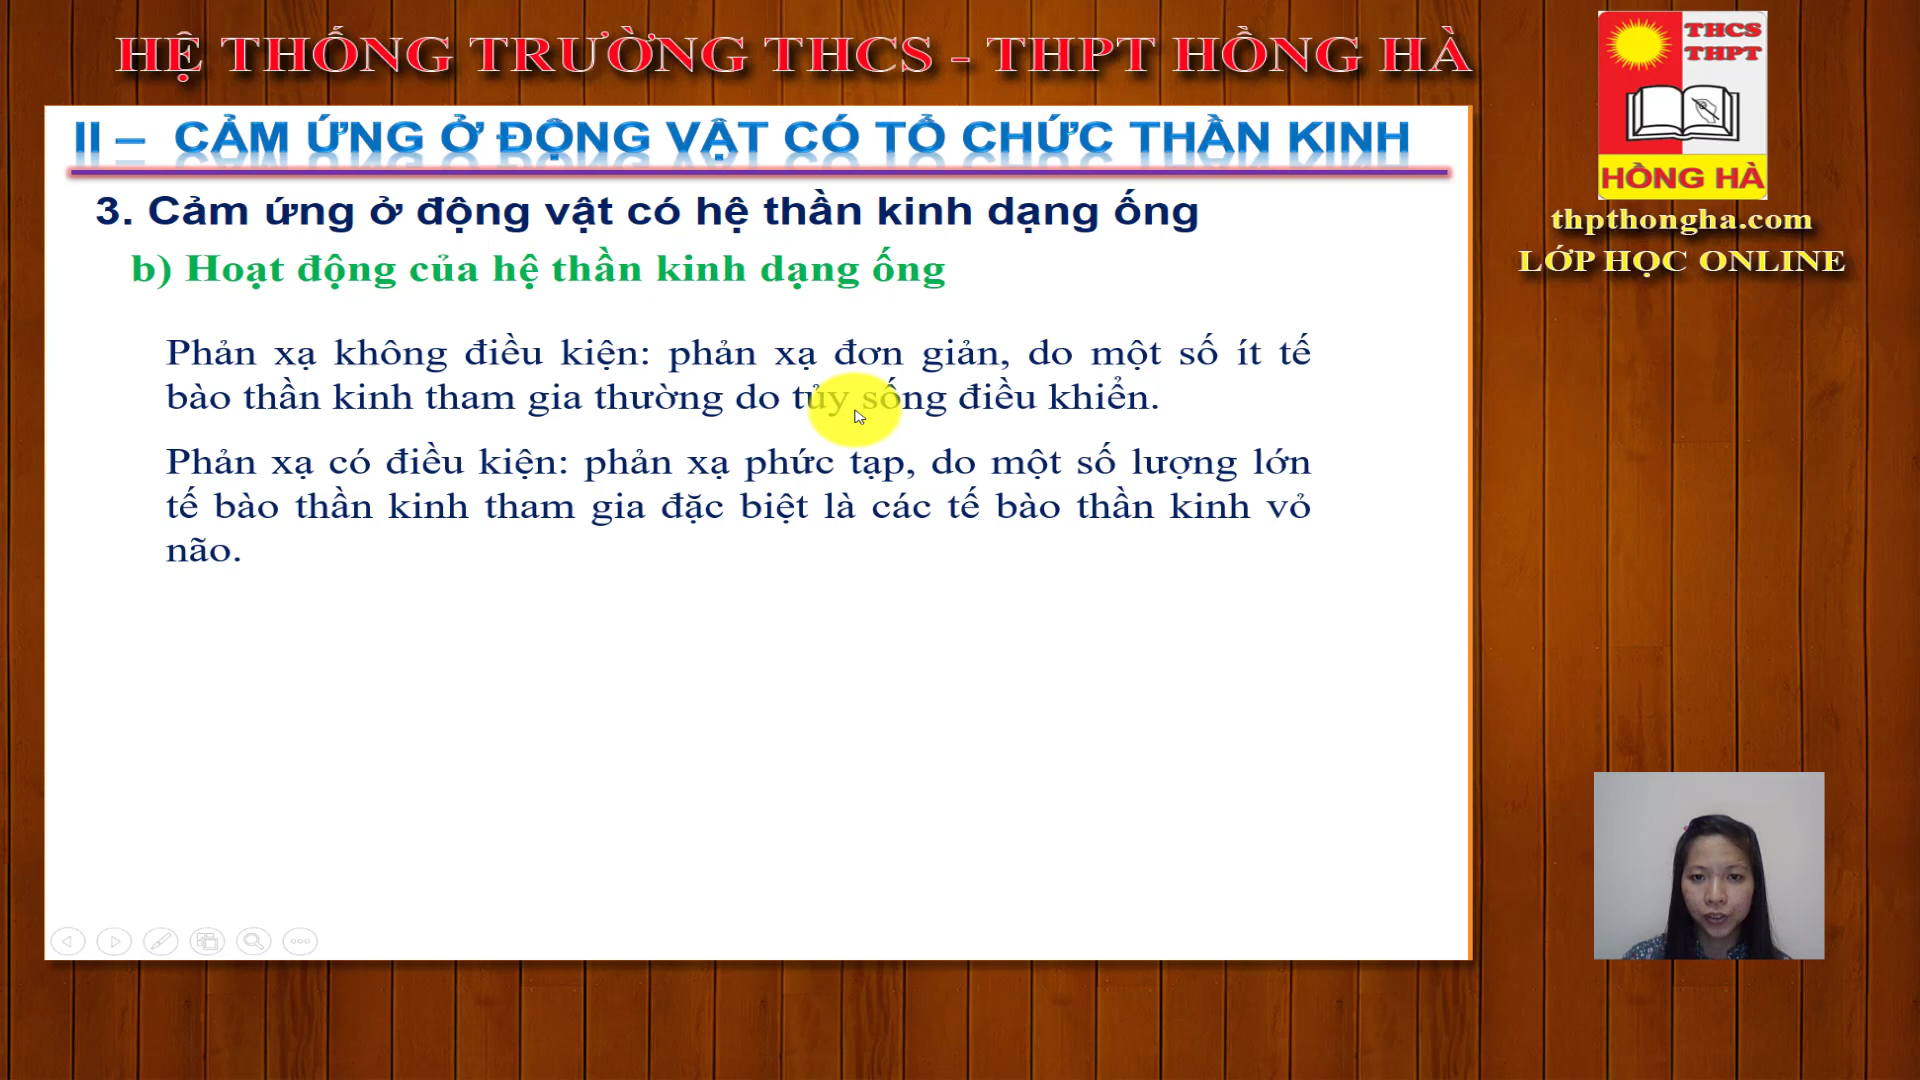 HỆ THỐNG TRƯỜNG THCS - THPT HỒNG HÀ
THCS
THPT
HỒNG HÀ
thpthongha.com
LỚP HỌC ONLINE
II – CẢM ỨNG Ở ĐỘNG VẬT CÓ TỔ CHỨC THẦN KINH
3. Cảm ứng ở động vật có hệ thần kinh dạng ống
b) Hoạt động của hệ thần kinh dạng ống
Phản xạ không điều kiện: phản xạ đơn giản, do một số ít tế
bào thần kinh tham gia thường do tủy sống điều khiển.
Phản xạ có điều kiện: phản xạ phức tạp, do một số lượng lớn
tế bào thần kinh tham gia đặc biệt là các tế bào thần kinh vỏ
não.